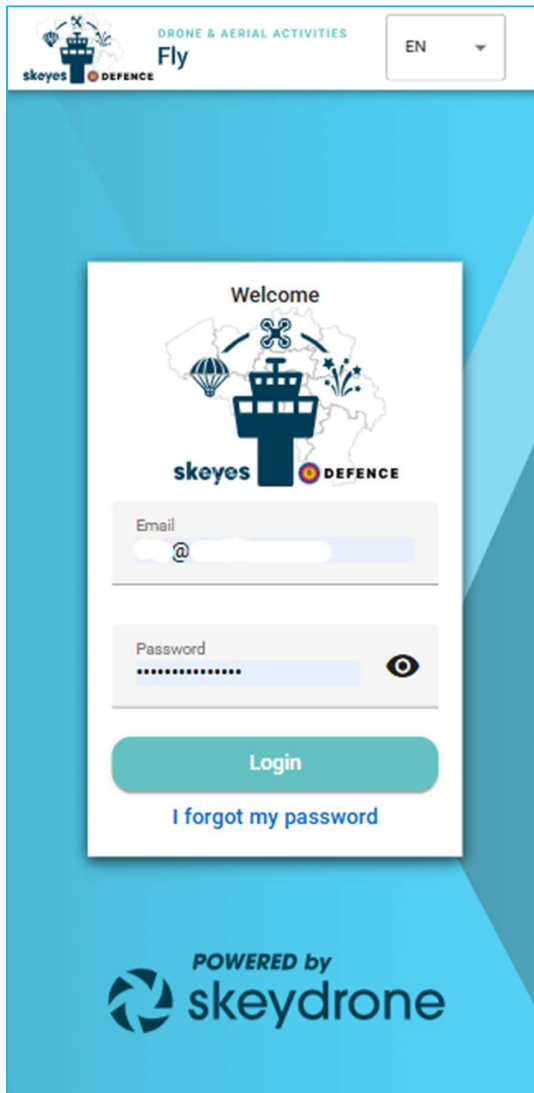 DRONE & AERIAL ACTIVITIES
Fly
EN
skeyes DEFENCE
Welcome
skeyes DEFENCE
Email
@
Password
•••••••••••••••
Login
I forgot my password
POWERED by
skeydrone